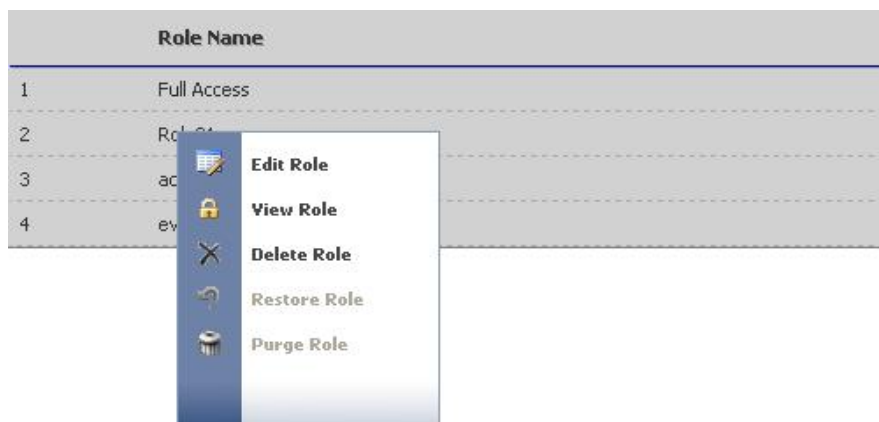 Role Name
1 Full Access
2
3
4
Edit Role
View Role
Delete Role
Restore Role
Purge Role